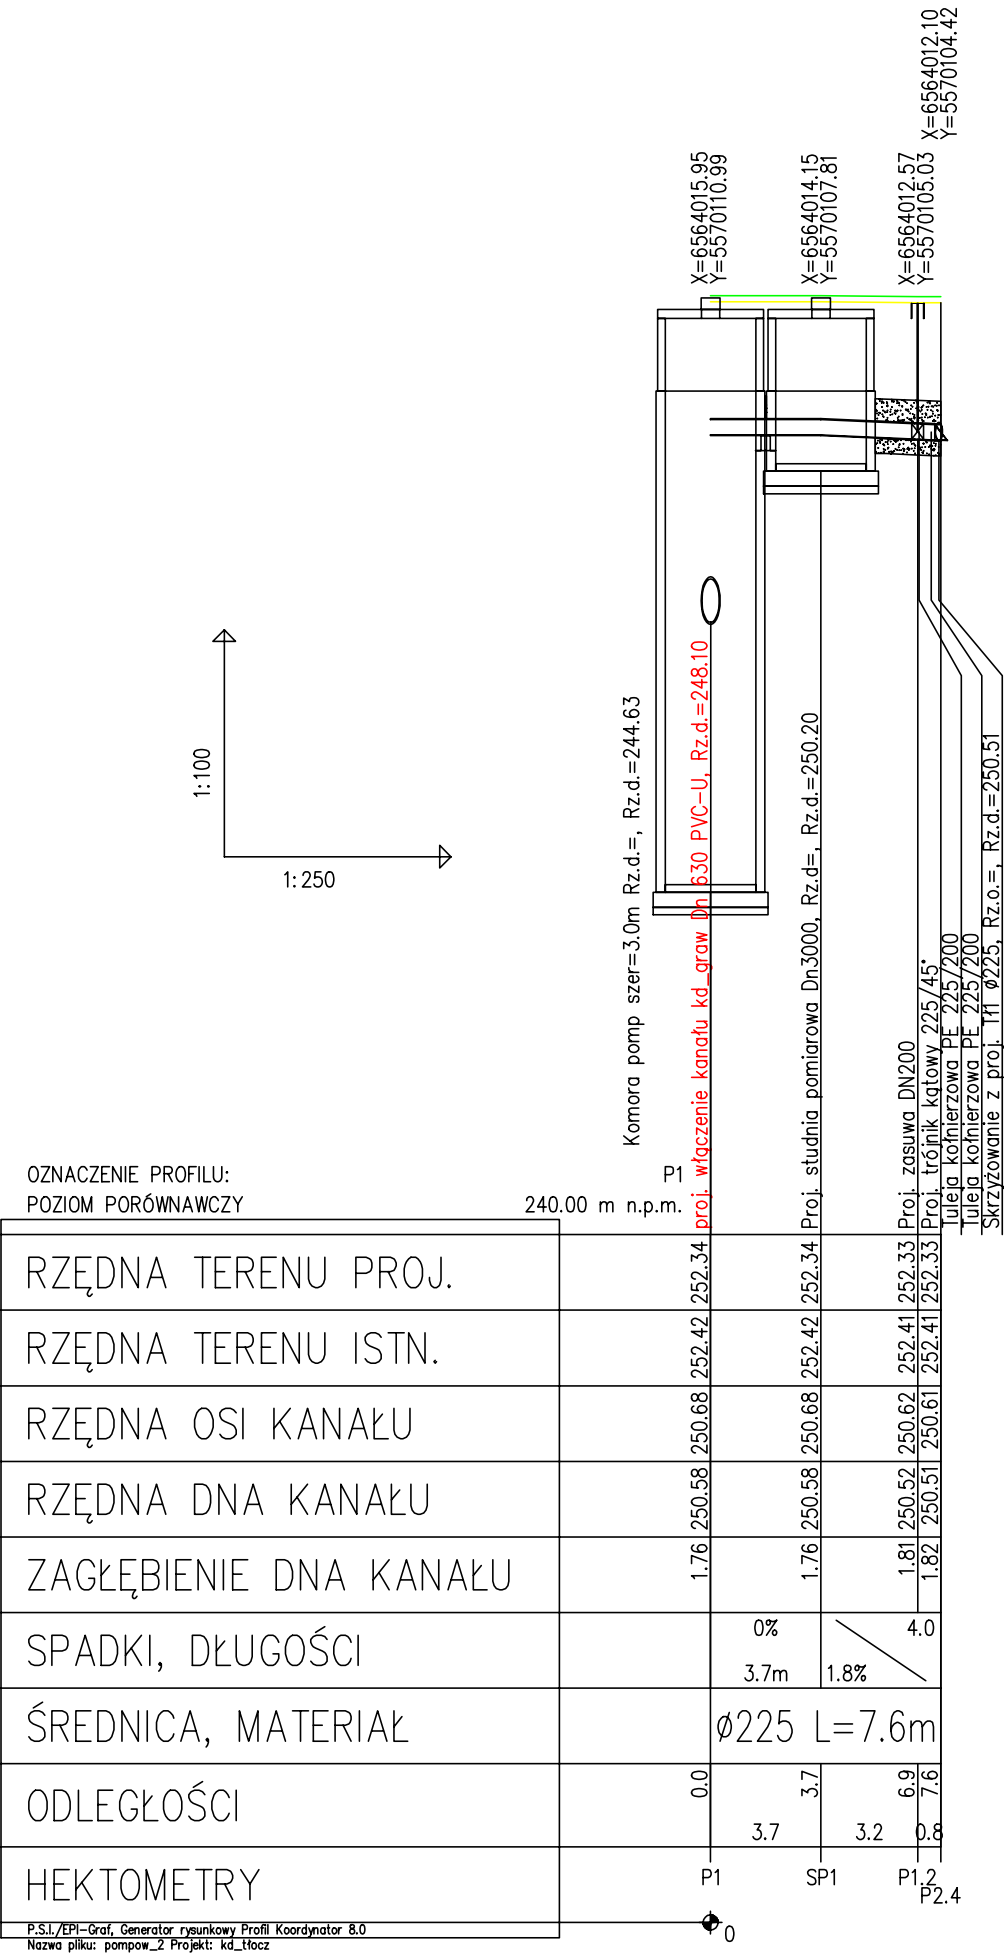 X=6564012.10
Y=5570104.42
X=6564015.95
Y=5570110.99
X=6564014.15
Y=5570107.81
X=6564012.57
Y=5570105.03
1:100
1:250
Komora pomp szer=3.0m Rz.d.=, Rz.d.=244.63
proj. włączenie kanału kd_graw Dn 630 PVC-U, Rz.d.=248.10
Proj. studnia pomiarowa Dn3000, Rz.d=, Rz.d.=250.20
Proj. zasuwa DN200
Proj. trójnik kątowy 225/45°
Tuleja kołnierzowa PE 225/200
Tuleja kołnierzowa PE 225/200
Skrzyżowanie z proj. Tł1 ø225, Rz.o.=, Rz.d.=250.51
OZNACZENIE PROFILU: P1
POZIOM PORÓWNAWCZY 240.00 m n.p.m.
RZĘDNA TERENU PROJ. 252.34 252.34 252.33 252.33
RZĘDNA TERENU ISTN. 252.42 252.42 252.41 252.41
RZĘDNA OSI KANAŁU 250.68 250.68 250.62 250.61
RZĘDNA DNA KANAŁU 250.58 250.58 250.52 250.51
ZAGŁĘBIENIE DNA KANAŁU 1.76 1.76 1.81 1.82
SPADKI, DŁUGOŚCI
0% 4.0
3.7m 1.8%
ŚREDNICA, MATERIAŁ ø225 L=7.6m
ODLEGŁOŚCI
0.0 3.7 6.9 7.6
3.7 3.2 0.8
HEKTOMETRY
P1 SP1 P1.2
P2.4
0
P.S.I./EPI-Graf, Generator rysunkowy Profil Koordynator 8.0
Nazwa pliku: pompow_2 Projekt: kd_tłocz